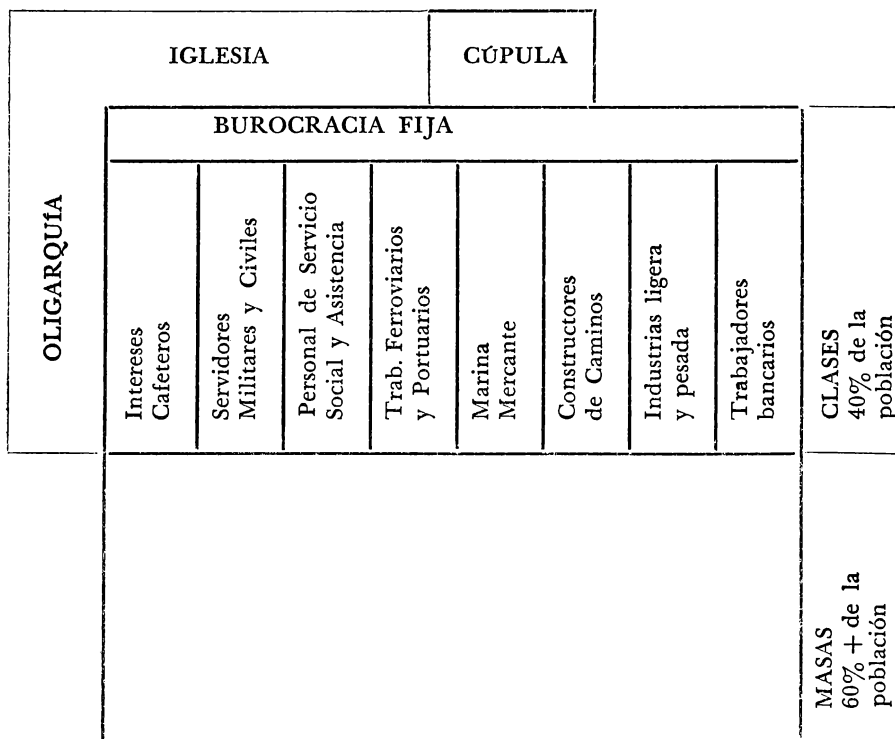 IGLESIA
CÚPULA
BUROCRACIA FIJA
OLIGARQUÍA
Intereses
Cafeteros
Servidores
Militares y Civiles
Personal de Servicio
Social y Asistencia
Trab. Ferroviarios
y Portuarios
Marina
Mercante
Constructores
de Caminos
Industrias ligera
y pesada
Trabajadores
bancarios
CLASES
40% de la
población
MASAS
60% + de la
población